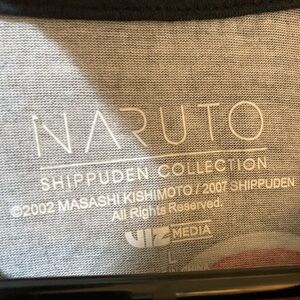 NARUTO
SHIPPUDEN COLLECTION
©2002 MASASHI KISHIMOTO / 2007 SHIPPUDEN
All Rights Reserved.
VIZ MEDIA
L